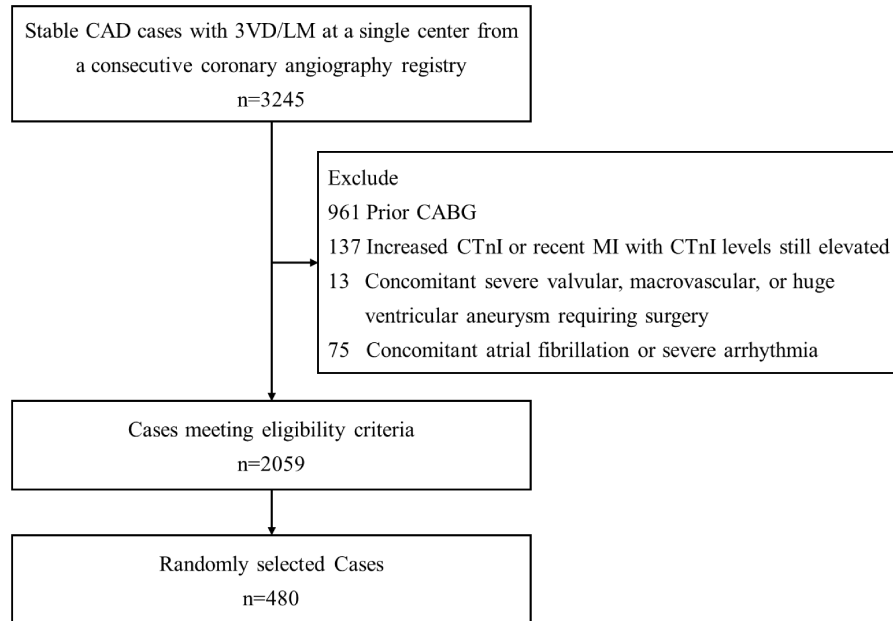 Stable CAD cases with 3VD/LM at a single center from
a consecutive coronary angiography registry
n=3245
Exclude
961 Prior CABG
137 Increased CTnI or recent MI with CTnI levels still elevated
13 Concomitant severe valvular, macrovascular, or huge
ventricular aneurysm requiring surgery
75 Concomitant atrial fibrillation or severe arrhythmia
Cases meeting eligibility criteria
n=2059
Randomly selected Cases
n=480